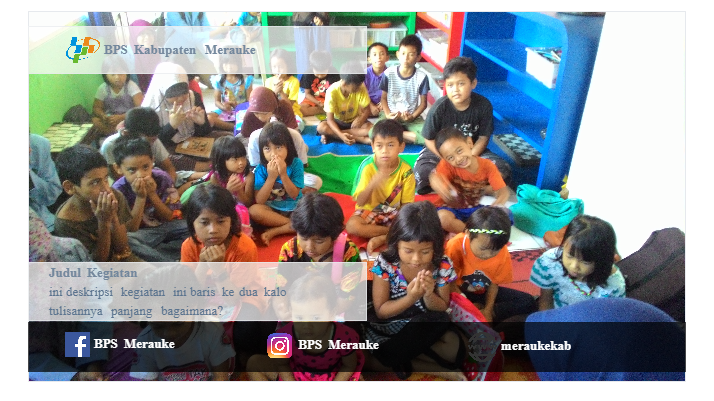 BPS Kabupaten Merauke
Judul Kegiatan
ini deskripsi kegiatan ini baris ke dua kalo
tulisannya panjang bagaimana?
BPS Merauke
BPS Merauke
meraukekab